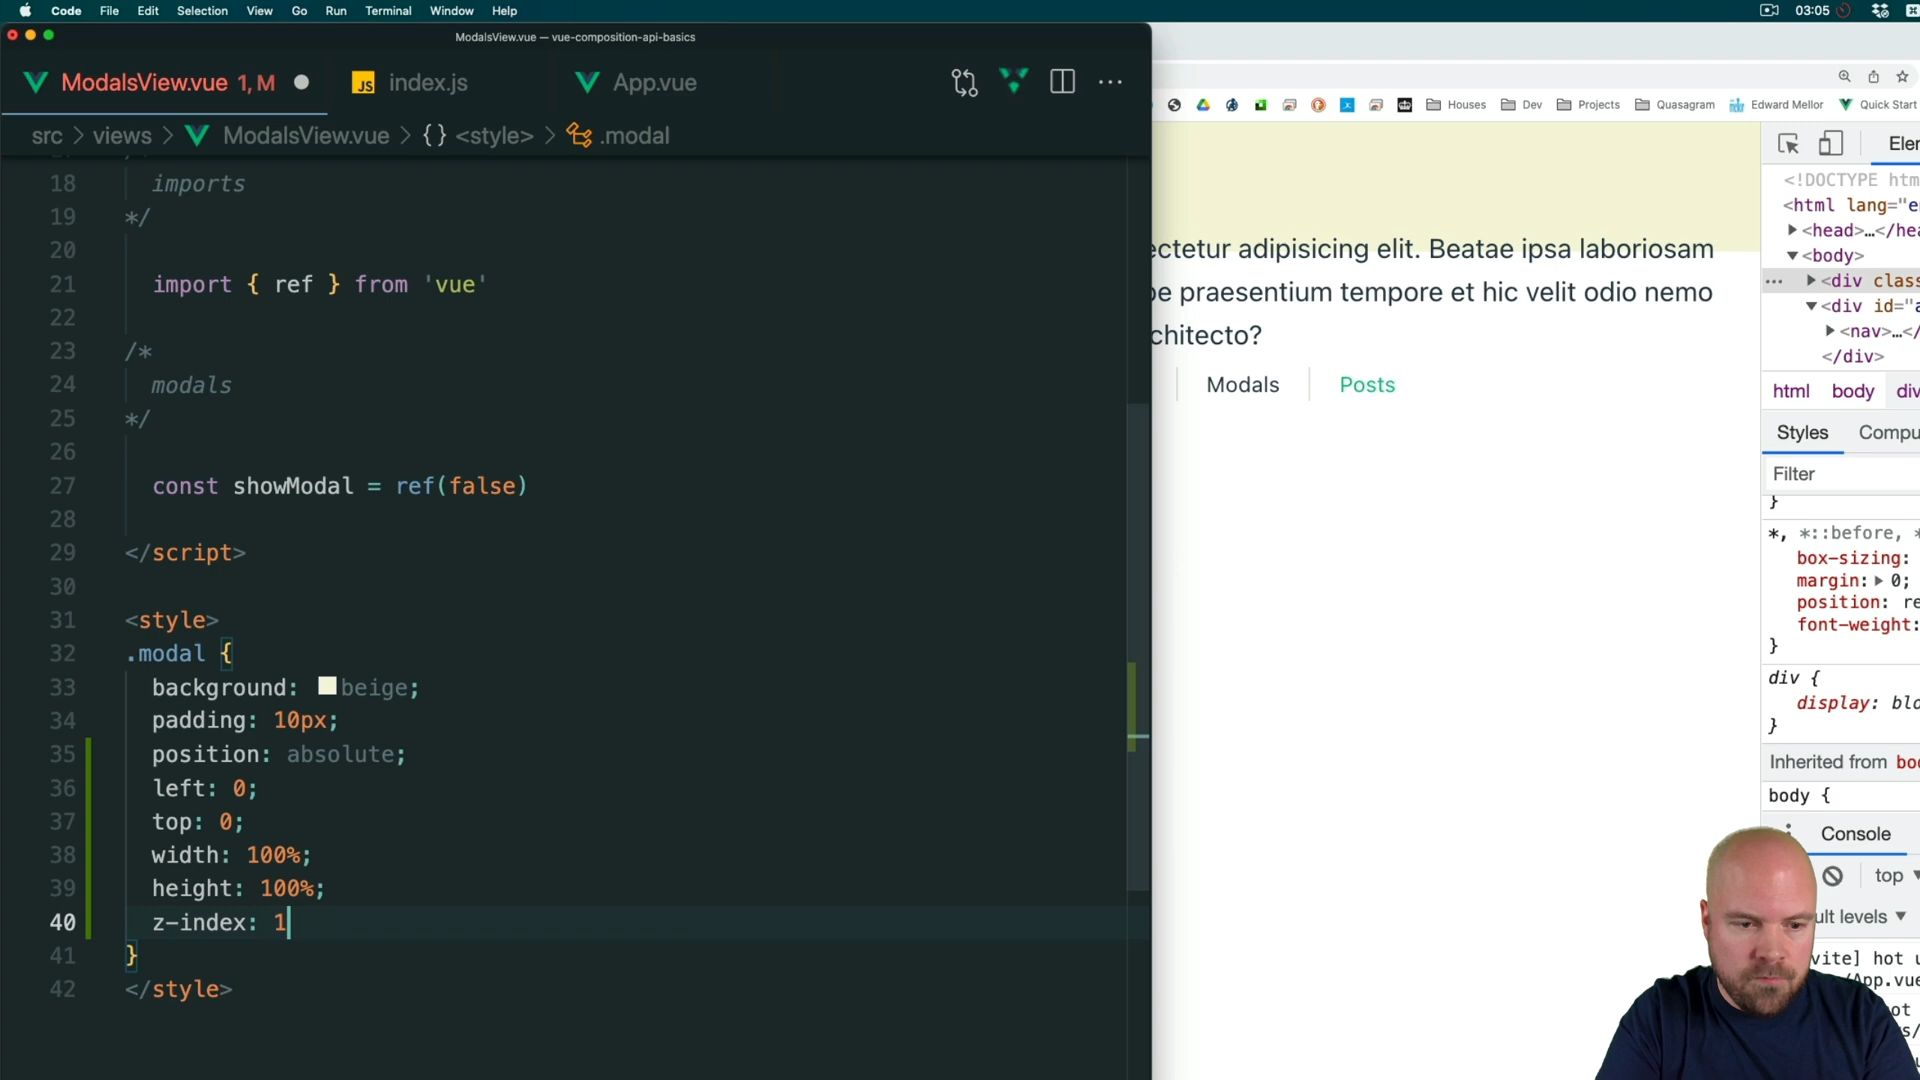 Code File Edit Selection View Go Run Terminal Window Help 03:05
ModalsView.vue — vue-composition-api-basics
ModalsView.vue 1, M
JS index.js
App.vue
src > views > ModalsView.vue > {} <style> > .modal
18 imports
19 */
20
21 import { ref } from 'vue'
22
23 /*
24 modals
25 */
26
27 const showModal = ref(false)
28
29 </script>
30
31 <style>
32 .modal {
33 background: beige;
34 padding: 10px;
35 position: absolute;
36 left: 0;
37 top: 0;
38 width: 100%;
39 height: 100%;
40 z-index: 1
41 }
42 </style>
Houses Dev Projects Quasagram Edward Mellor Quick Start
ectetur adipisicing elit. Beatae ipsa laboriosam
e praesentium tempore et hic velit odio nemo
chitecto?
Modals Posts
Eler
<!DOCTYPE htm
<html lang="e
<head>…</hea
<body>
<div clas
<div id="a
<nav>…</
</div>
html body div
Styles Compu
Filter
}
*, *::before, *
box-sizing:
margin: 0;
position: re
font-weight:
}
div {
display: blo
}
Inherited from bod
body {
Console
top
ult levels
vite] hot u
/App.vue
ot
s/